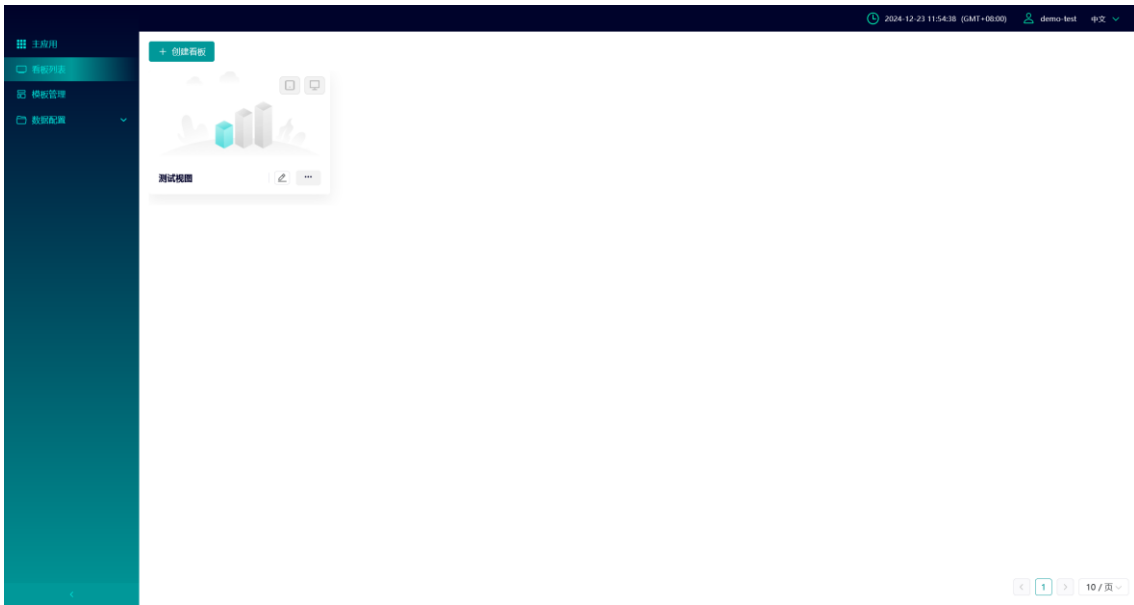 2024-12-23 11:54:38 (GMT+08:00) demo-test 中文
主应用
看板列表
模板管理
数据配置
+ 创建看板
测试视图
...
< 1 > 10 / 页
<